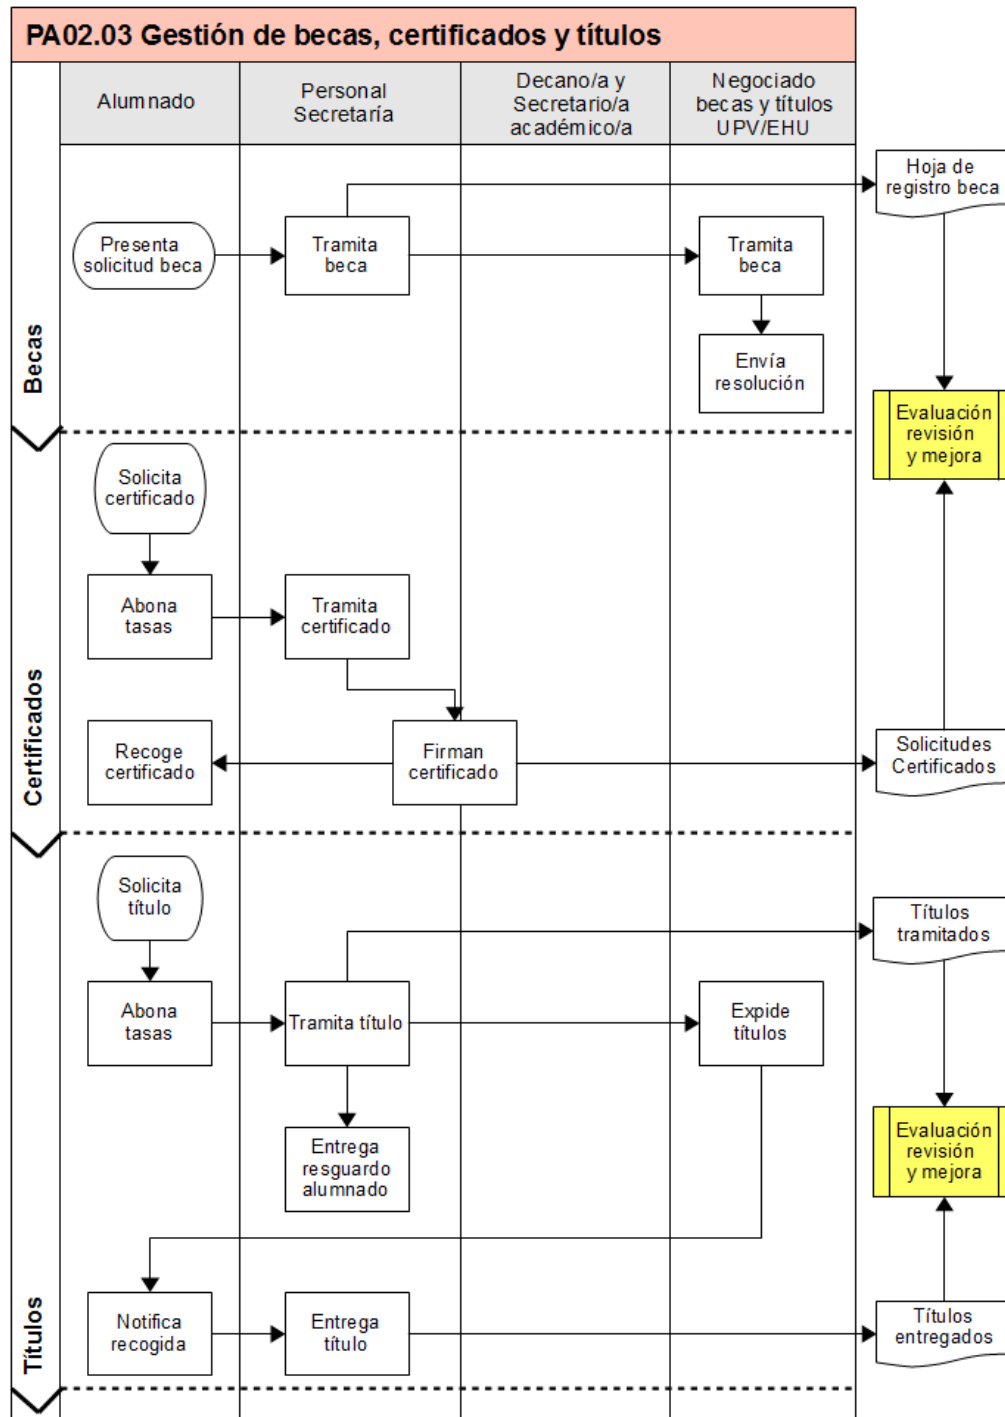 PA02.03 Gestión de becas, certificados y títulos
Alumnado
Personal
Secretaría
Decano/a y
Secretario/a
académico/a
Negociado
becas y títulos
UPV/EHU
Becas
Hoja de
registro beca
Presenta
solicitud beca
Tramita
beca
Tramita
beca
Envía
resolución
Evaluación
revisión
y mejora
Certificados
Solicita
certificado
Abona
tasas
Tramita
certificado
Recoge
certificado
Firman
certificado
Solicitudes
Certificados
Títulos
Solicita
título
Títulos
tramitados
Abona
tasas
Tramita título
Expide
títulos
Entrega
resguardo
alumnado
Evaluación
revisión
y mejora
Notifica
recogida
Entrega
título
Títulos
entregados